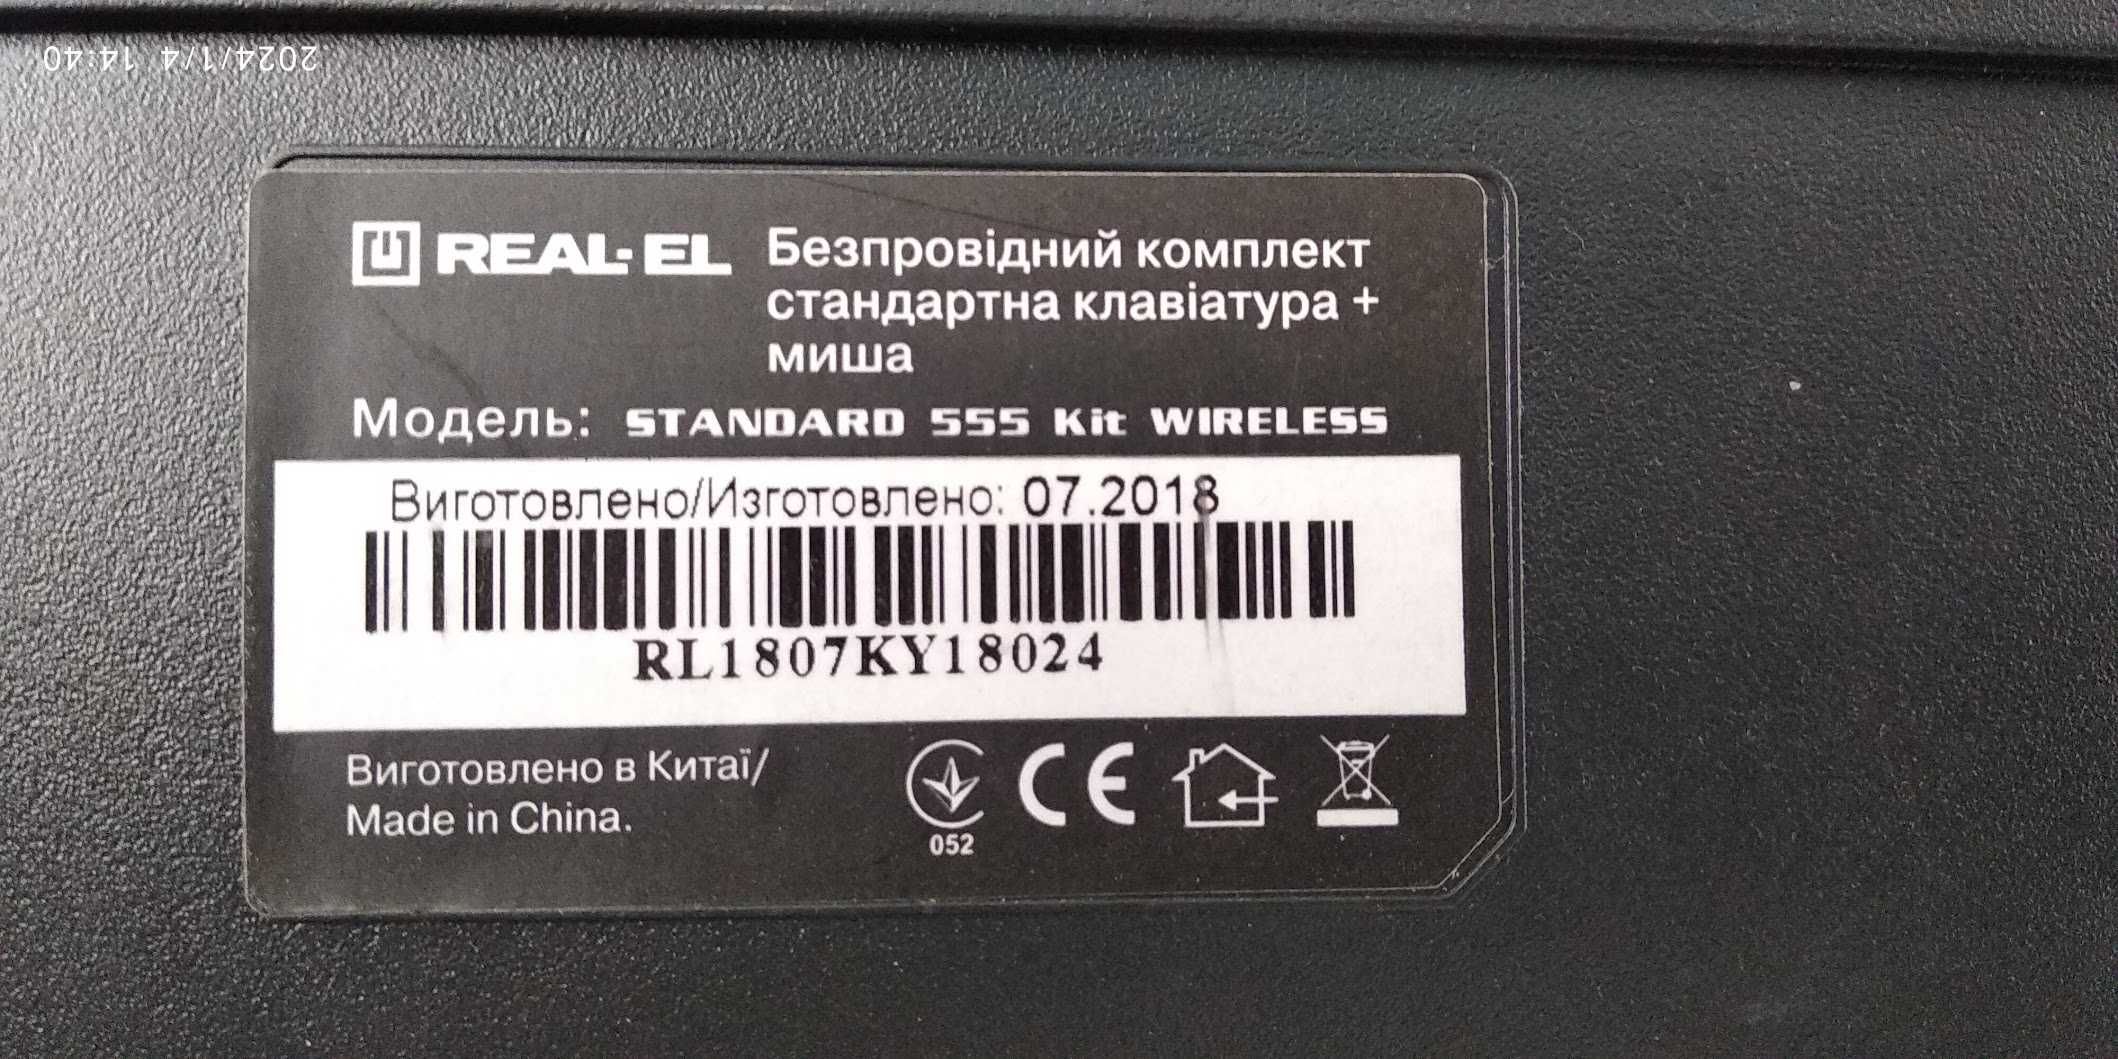 2024/1/4 14:40
REAL-EL
Безпровідний комплект
стандартна клавіатура +
миша
Модель: STANDARD 555 Kit WIRELESS
Виготовлено/Изготовлено: 07.2018
RL1807KY18024
Виготовлено в Китаї/
Made in China.
052
CE